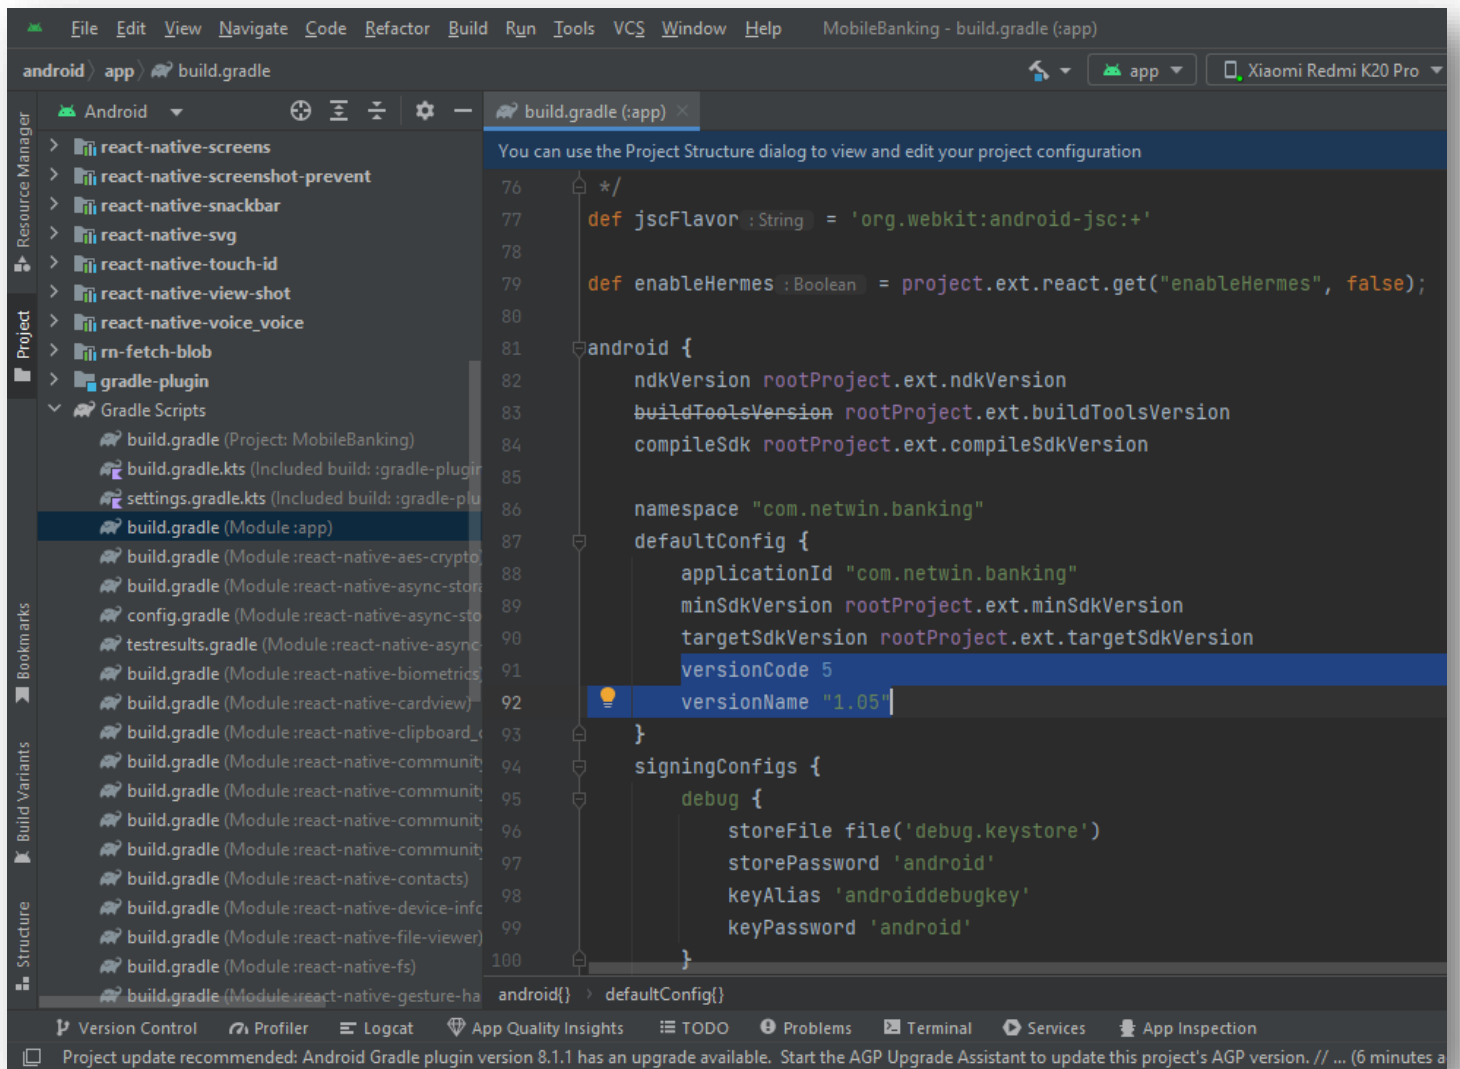 File Edit View Navigate Code Refactor Build Run Tools VCS Window Help MobileBanking - build.gradle (:app)
android app build.gradle
app Xiaomi Redmi K20 Pro
Android
build.gradle (:app)
You can use the Project Structure dialog to view and edit your project configuration
Resource Manager
Project
Bookmarks
Build Variants
Structure
react-native-screens
react-native-screenshot-prevent
react-native-snackbar
react-native-svg
react-native-touch-id
react-native-view-shot
react-native-voice_voice
rn-fetch-blob
gradle-plugin
Gradle Scripts
build.gradle (Project: MobileBanking)
build.gradle.kts (Included build: :gradle-plugin
settings.gradle.kts (Included build: :gradle-plu
build.gradle (Module :app)
build.gradle (Module :react-native-aes-crypto)
build.gradle (Module :react-native-async-stora
config.gradle (Module :react-native-async-sto
testresults.gradle (Module :react-native-async-
build.gradle (Module :react-native-biometrics)
build.gradle (Module :react-native-cardview)
build.gradle (Module :react-native-clipboard_c
build.gradle (Module :react-native-community
build.gradle (Module :react-native-community
build.gradle (Module :react-native-community
build.gradle (Module :react-native-community
build.gradle (Module :react-native-contacts)
build.gradle (Module :react-native-device-info
build.gradle (Module :react-native-file-viewer)
build.gradle (Module :react-native-fs)
build.gradle (Module :react-native-gesture-ha
76 */
77 def jscFlavor : String = 'org.webkit:android-jsc:+'
78
79 def enableHermes : Boolean = project.ext.react.get("enableHermes", false);
80
81 android {
82 ndkVersion rootProject.ext.ndkVersion
83 buildToolsVersion rootProject.ext.buildToolsVersion
84 compileSdk rootProject.ext.compileSdkVersion
85
86 namespace "com.netwin.banking"
87 defaultConfig {
88 applicationId "com.netwin.banking"
89 minSdkVersion rootProject.ext.minSdkVersion
90 targetSdkVersion rootProject.ext.targetSdkVersion
91 versionCode 5
92 versionName "1.05"
93 }
94 signingConfigs {
95 debug {
96 storeFile file('debug.keystore')
97 storePassword 'android'
98 keyAlias 'androiddebugkey'
99 keyPassword 'android'
100 }
android{} defaultConfig{}
Version Control Profiler Logcat App Quality Insights TODO Problems Terminal Services App Inspection
Project update recommended: Android Gradle plugin version 8.1.1 has an upgrade available. Start the AGP Upgrade Assistant to update this project's AGP version. // ... (6 minutes a